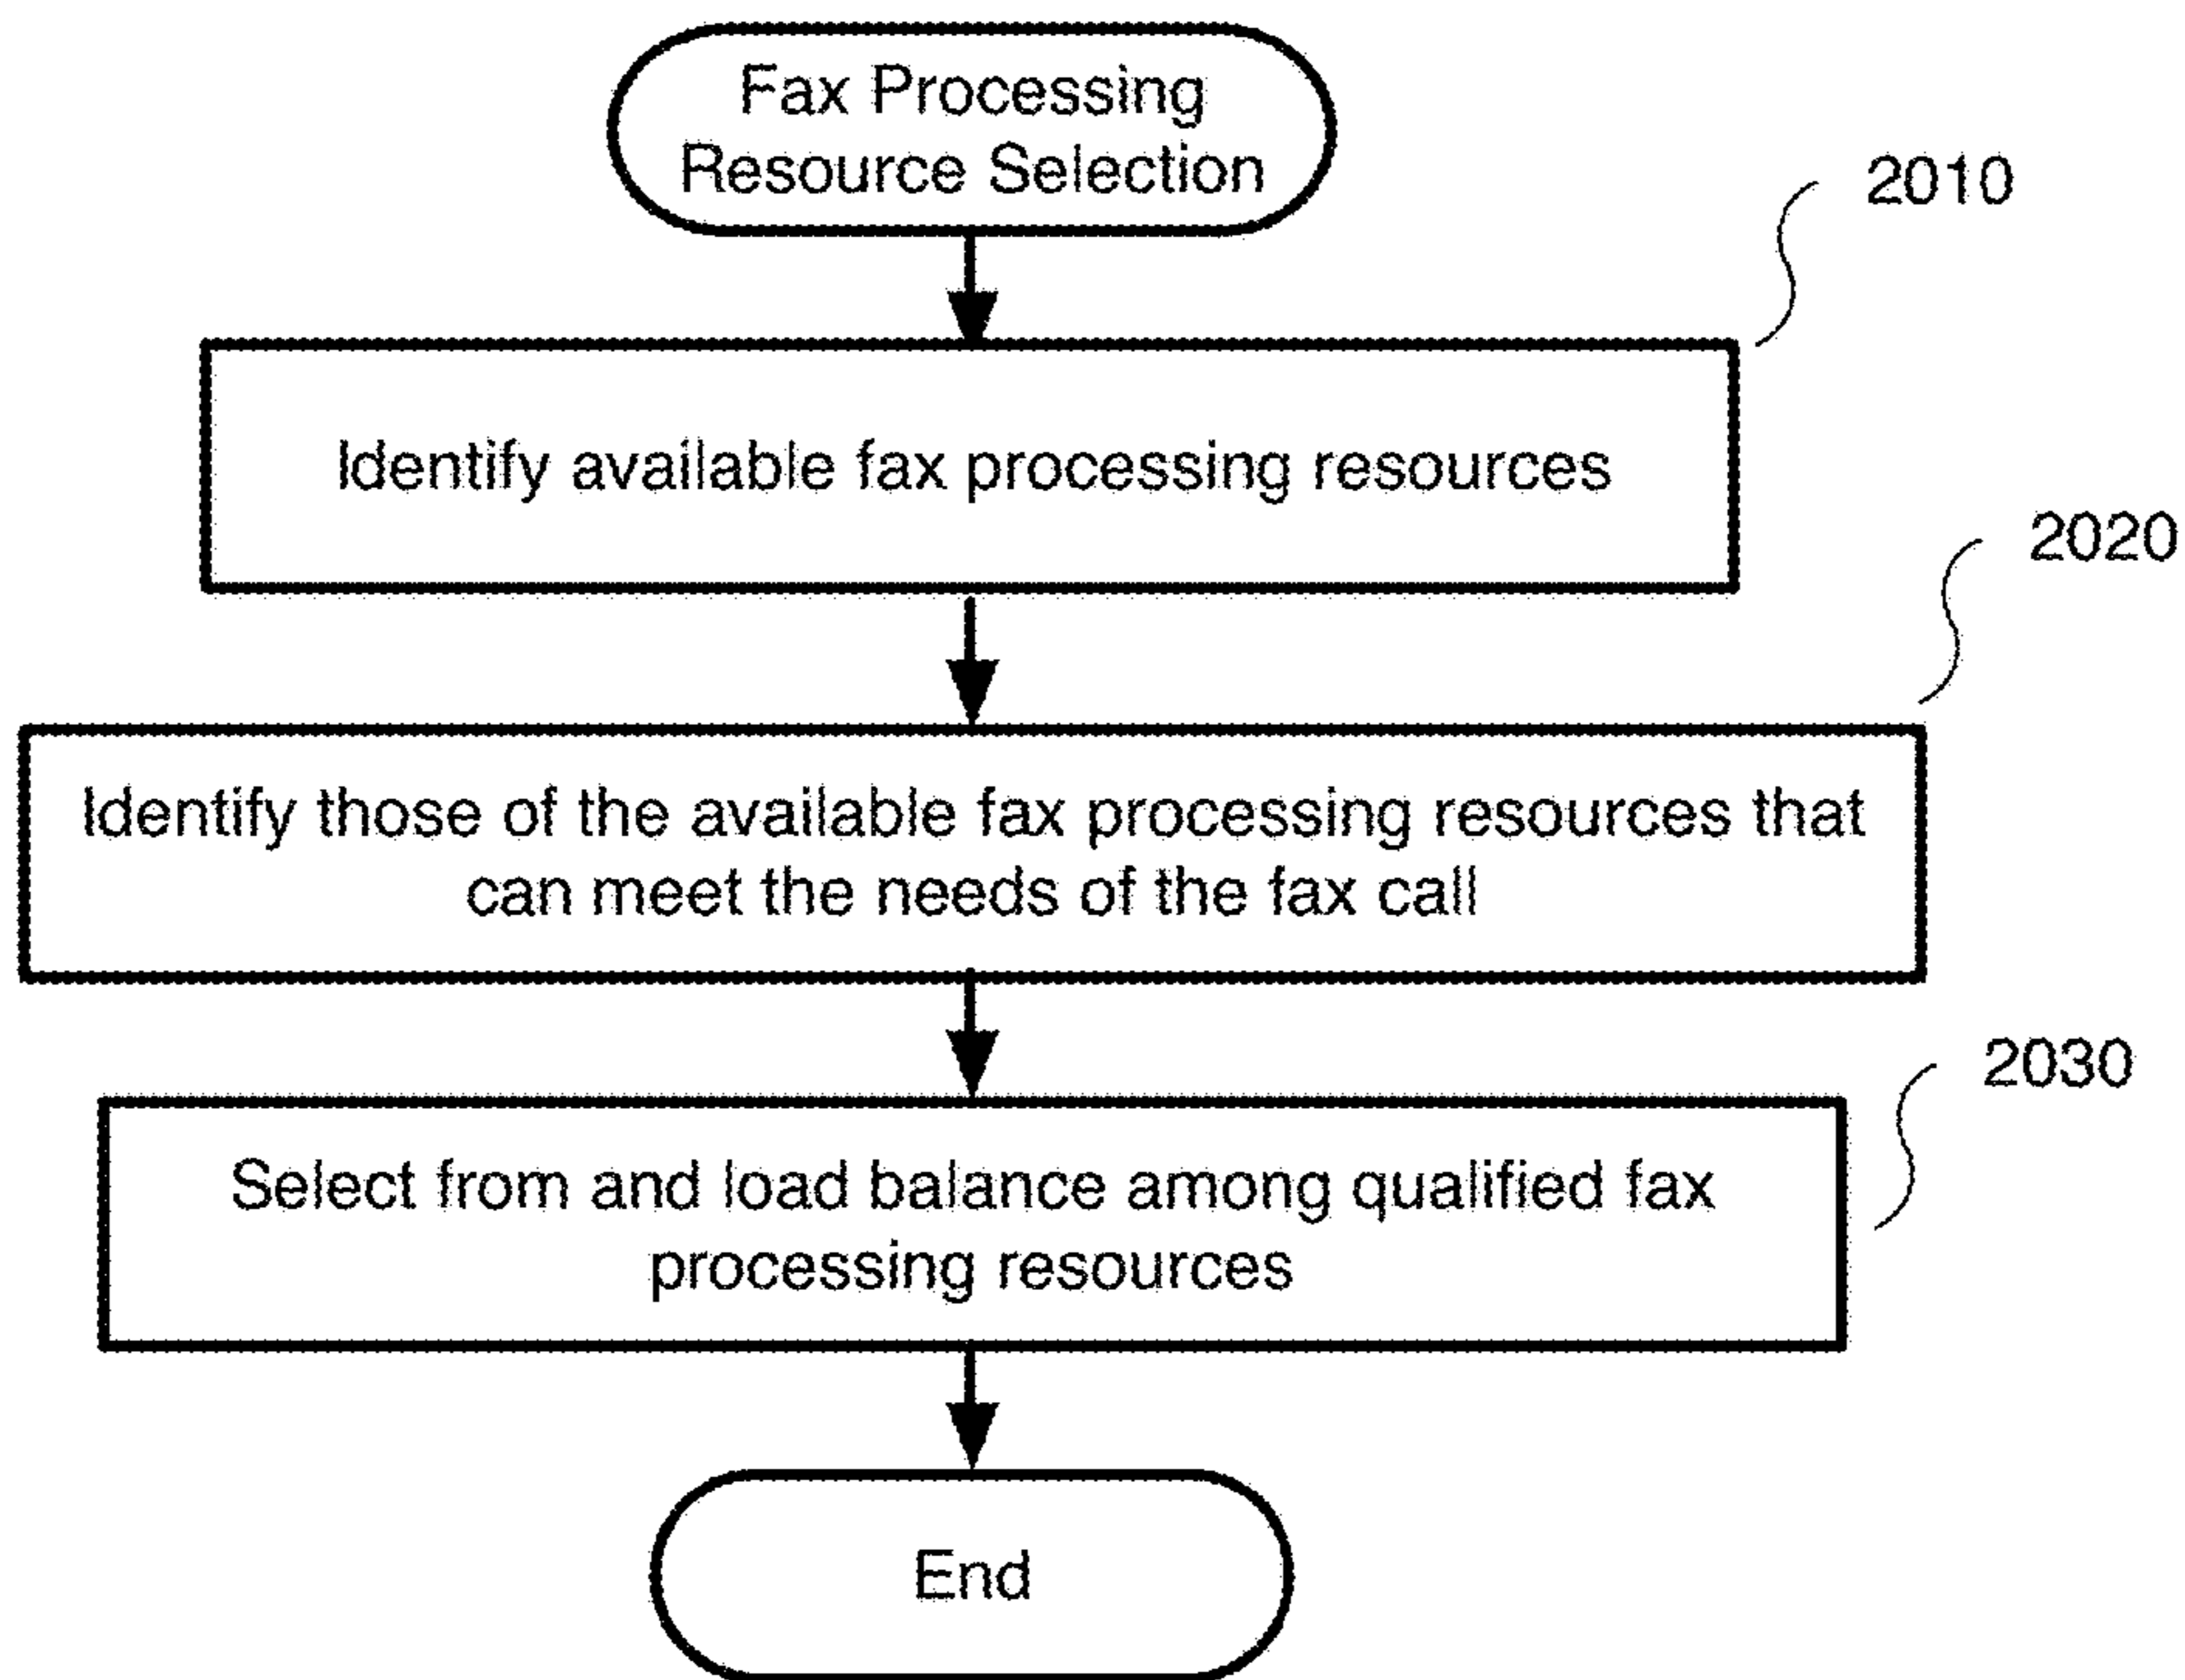 Fax Processing
Resource Selection
2010
Identify available fax processing resources
2020
Identify those of the available fax processing resources that
can meet the needs of the fax call
2030
Select from and load balance among qualified fax
processing resources
End